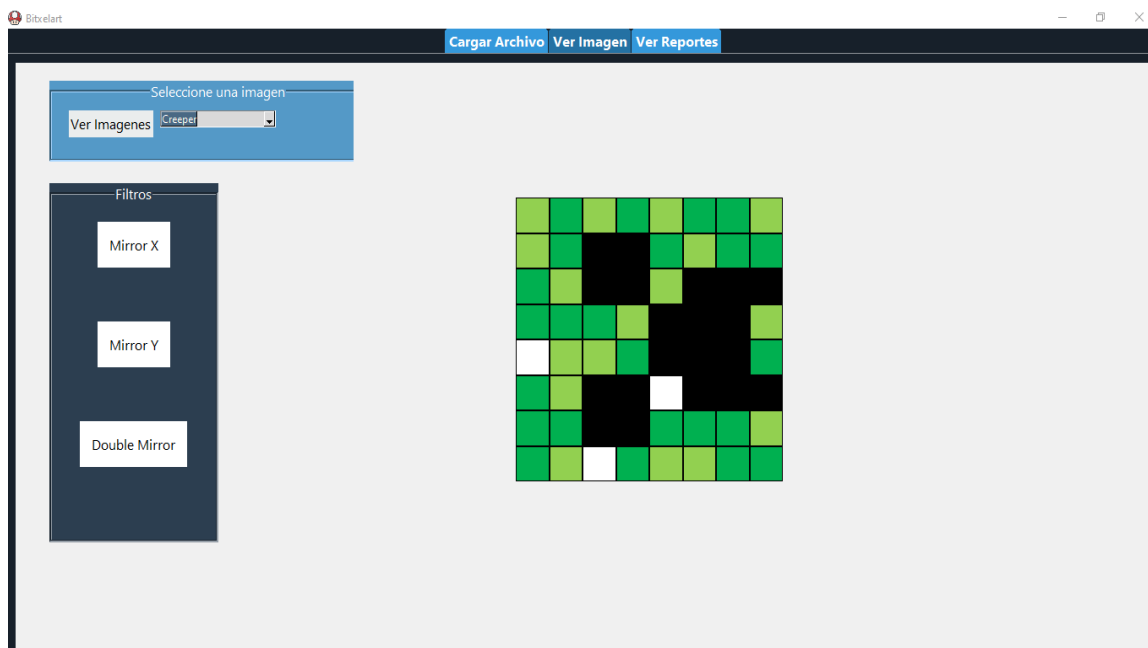 Bitxelart
Cargar Archivo Ver Imagen Ver Reportes
Seleccione una imagen
Ver Imagenes Creeper
Filtros
Mirror X
Mirror Y
Double Mirror